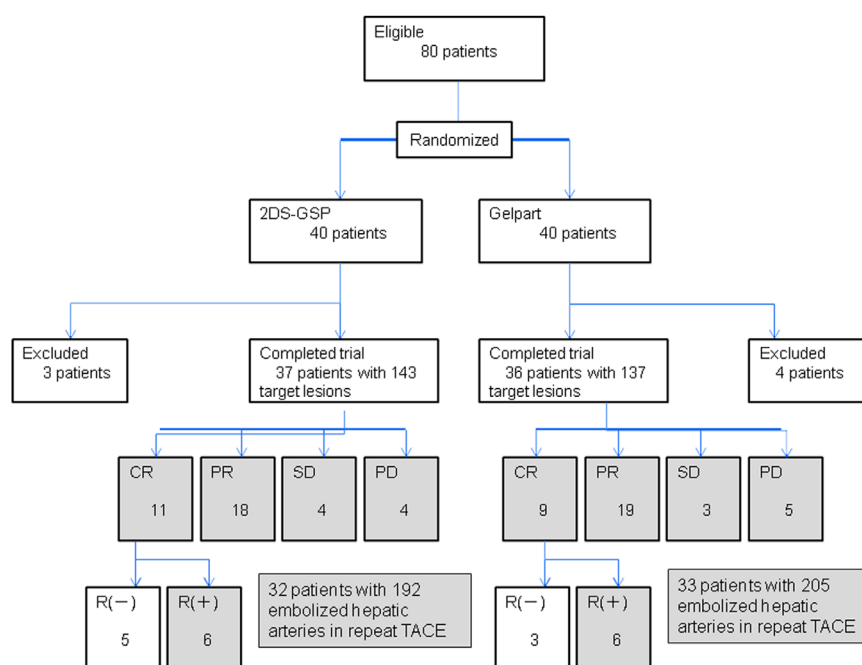 Eligible
80 patients
Randomized
2DS-GSP
40 patients
Gelpart
40 patients
Excluded
3 patients
Completed trial
37 patients with 143
target lesions
Completed trial
36 patients with 137
target lesions
Excluded
4 patients
CR
11
PR
18
SD
4
PD
4
CR
9
PR
19
SD
3
PD
5
R(−)
5
R(+)
6
32 patients with 192
embolized hepatic
arteries in repeat TACE
R(−)
3
R(+)
6
33 patients with 205
embolized hepatic
arteries in repeat TACE